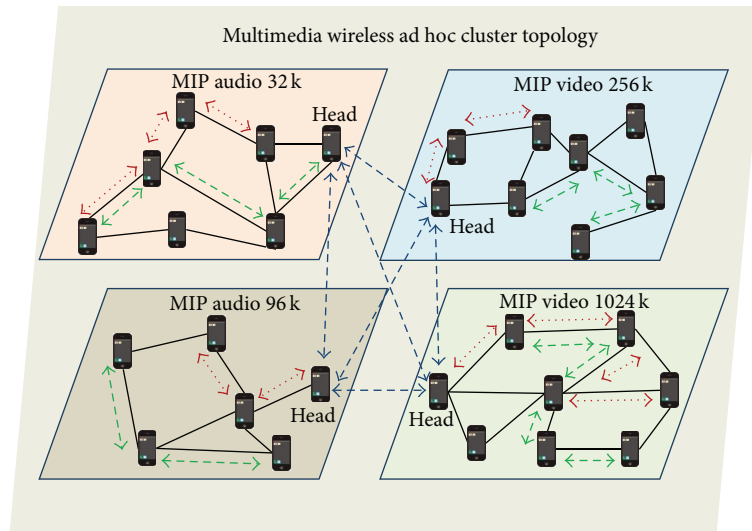 Multimedia wireless ad hoc cluster topology
MIP audio 32 k
Head
MIP video 256 k
Head
MIP audio 96 k
Head
MIP video 1024 k
Head